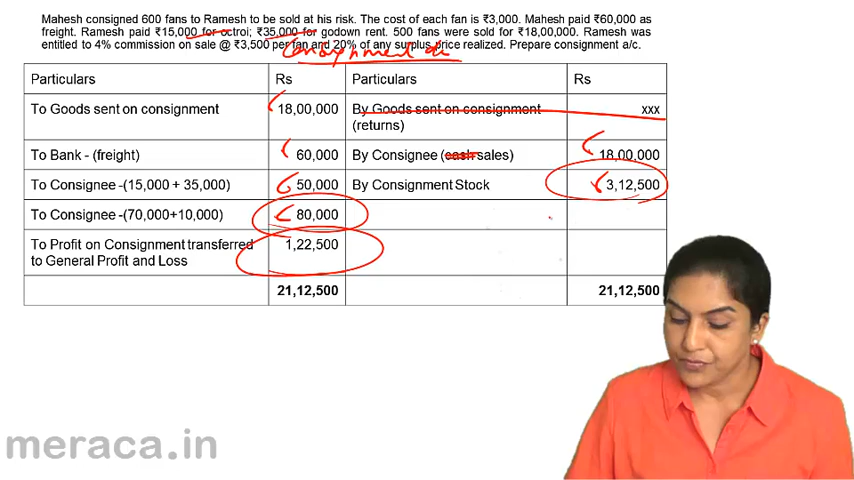 Mahesh consigned 600 fans to Ramesh to be sold at his risk. The cost of each fan is ₹3,000. Mahesh paid ₹60,000 as
freight. Ramesh paid ₹15,000 for octroi; ₹35,000 for godown rent. 500 fans were sold for ₹18,00,000. Ramesh was
entitled to 4% commission on sale @ ₹3,500 per fan and 20% of any surplus price realized. Prepare consignment a/c.
Consignment a/c
Particulars Rs Particulars Rs
To Goods sent on consignment 18,00,000 By Goods sent on consignment xxx
(returns)
To Bank - (freight) 60,000 By Consignee (cash sales) 18,00,000
To Consignee -(15,000 + 35,000) 50,000 By Consignment Stock 3,12,500
To Consignee -(70,000+10,000) 80,000
To Profit on Consignment transferred 1,22,500
to General Profit and Loss
21,12,500 21,12,500
meraca.in